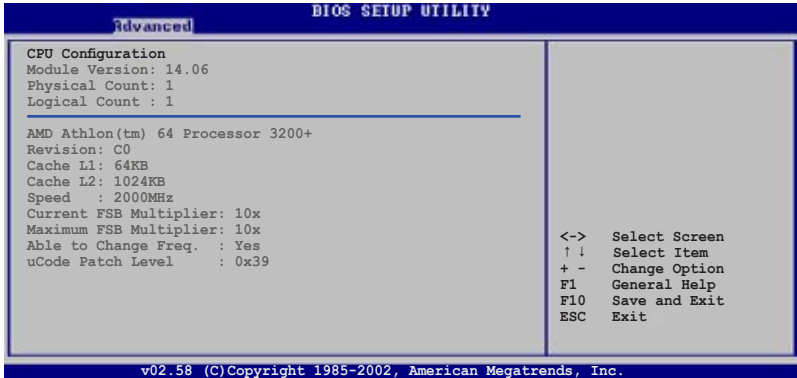 BIOS SETUP UTILITY
Advanced
CPU Configuration
Module Version: 14.06
Physical Count: 1
Logical Count : 1
AMD Athlon(tm) 64 Processor 3200+
Revision: C0
Cache L1: 64KB
Cache L2: 1024KB
Speed : 2000MHz
Current FSB Multiplier: 10x
Maximum FSB Multiplier: 10x
Able to Change Freq. : Yes
uCode Patch Level : 0x39
<-> Select Screen
↑↓ Select Item
+ - Change Option
F1 General Help
F10 Save and Exit
ESC Exit
v02.58 (C)Copyright 1985-2002, American Megatrends, Inc.